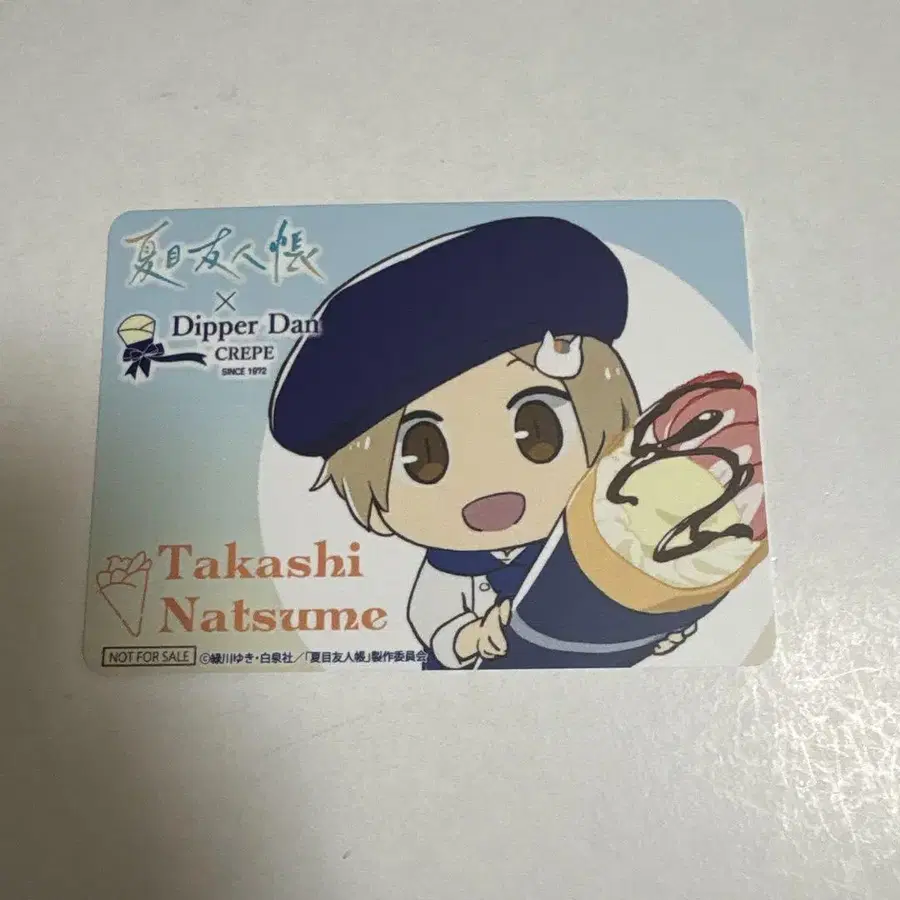 夏目友人帳
×
Dipper Dan
CREPE
SINCE 1972
Takashi
Natsume
NOT FOR SALE ©緑川ゆき・白泉社／「夏目友人帳」製作委員会